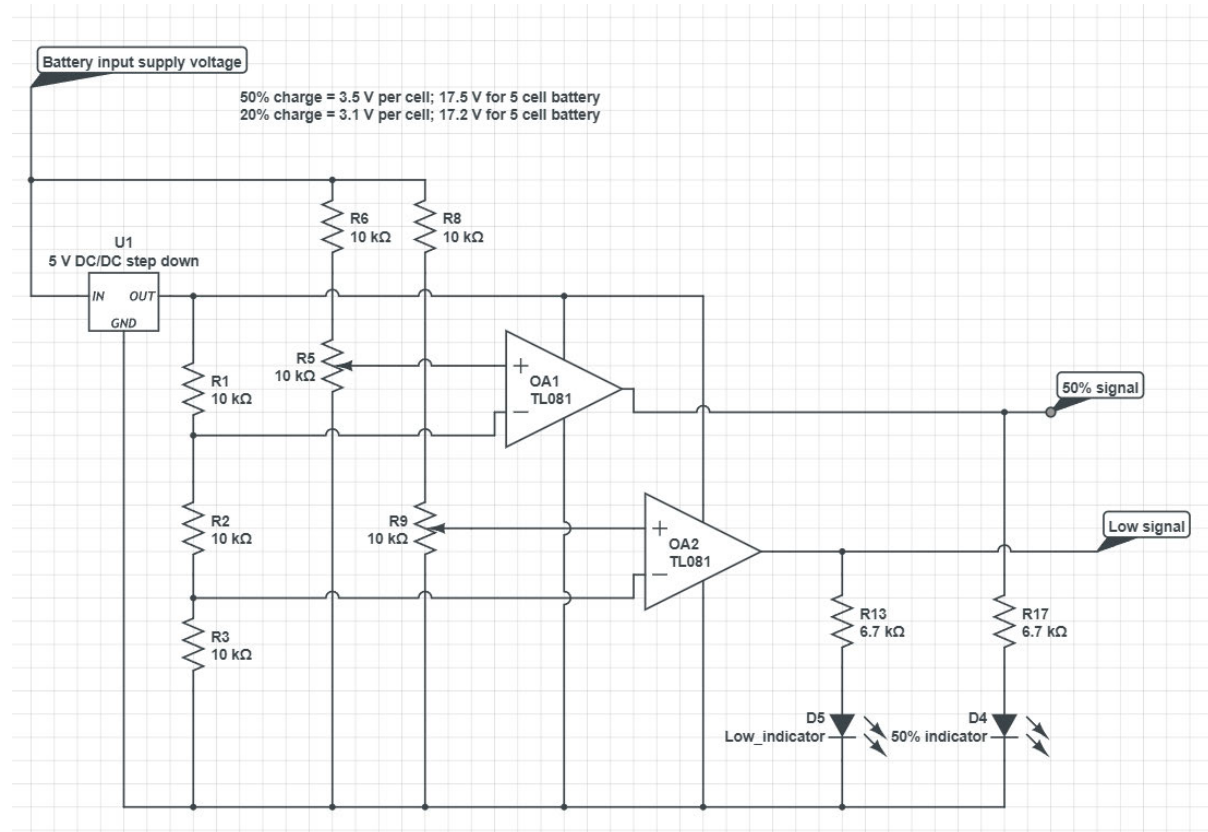 Battery input supply voltage
50% charge = 3.5 V per cell; 17.5 V for 5 cell battery
20% charge = 3.1 V per cell; 17.2 V for 5 cell battery
R6
10 kΩ
R8
10 kΩ
U1
5 V DC/DC step down
IN OUT
GND
R1
10 kΩ
R5
10 kΩ
+
OA1
TL081
−
50% signal
R2
10 kΩ
R9
10 kΩ
+
OA2
TL081
−
Low signal
R3
10 kΩ
R13
6.7 kΩ
R17
6.7 kΩ
D5
Low_indicator
D4
50% indicator